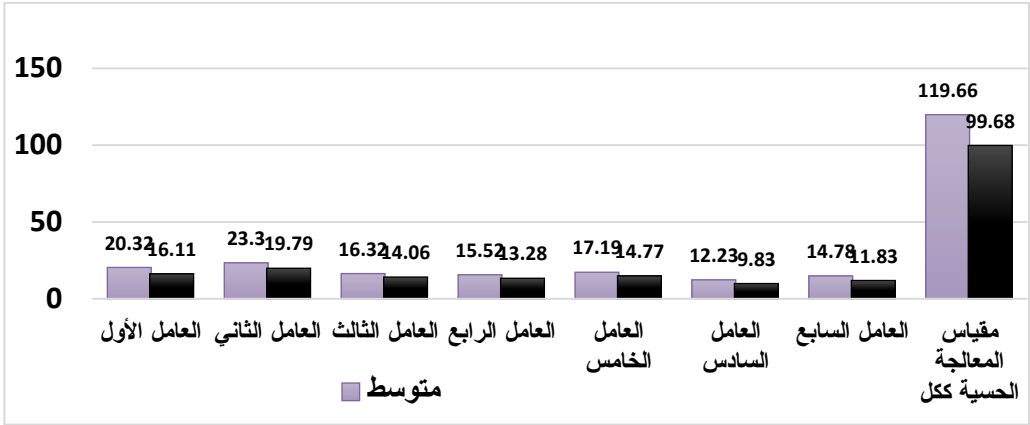 150
100
50
0
20.32 16.11
23.3 19.79
16.32 14.06
15.52 13.28
17.19 14.77
12.23 9.83
14.78 11.83
119.66 99.68
العامل الأول
العامل الثاني
العامل الثالث
العامل الرابع
العامل
الخامس
العامل
السادس
العامل السابع
مقياس
المعالجة
الحسية ككل
متوسط